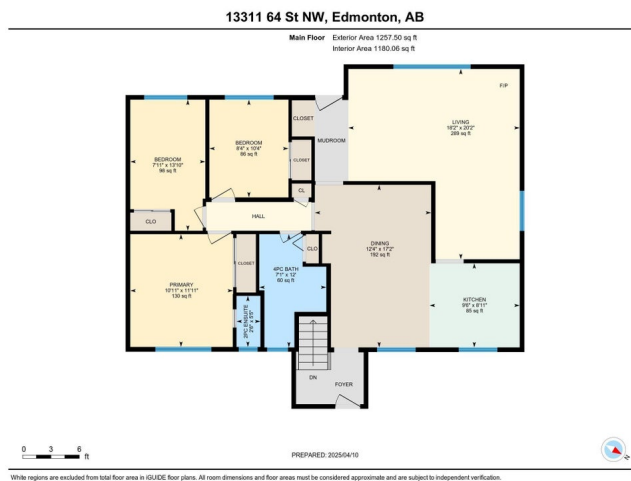 13311 64 St NW, Edmonton, AB
Main Floor Exterior Area 1257.50 sq ft
Interior Area 1180.06 sq ft
F/P
LIVING
16'2" x 20'2"
289 sq ft
CLOSET
MUDROOM
BEDROOM
8'4" x 10'4"
86 sq ft
BEDROOM
7'11" x 13'10"
96 sq ft
CLOSET
CL
CLO
HALL
DINING
12'4" x 17'2"
192 sq ft
CLO
CLOSET
4PC BATH
7'1" x 12'
60 sq ft
PRIMARY
10'11" x 11'11"
130 sq ft
KITCHEN
9'6" x 8'11"
85 sq ft
2PC ENSUITE
2'6" x 5'5"
DN
FOYER
0 3 6
ft
PREPARED: 2025/04/10
N
White regions are excluded from total floor area in iGUIDE floor plans. All room dimensions and floor areas must be considered approximate and are subject to independent verification.